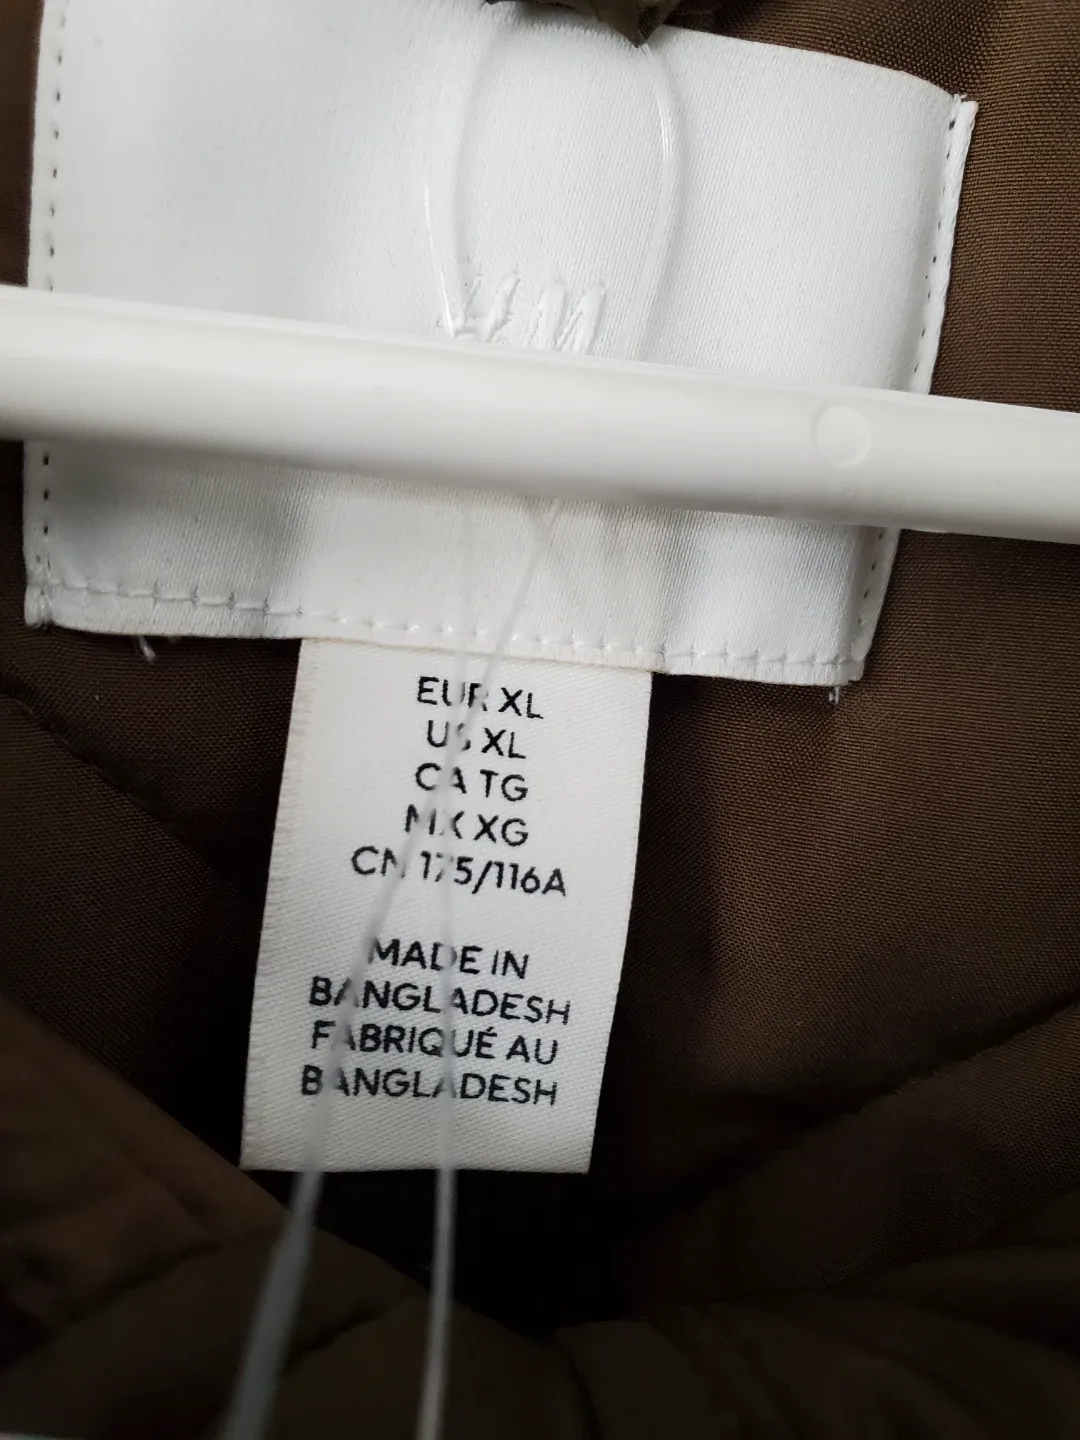 H&M
EUR XL
US XL
CA TG
MX XG
CN 175/116A
MADE IN
BANGLADESH
FABRIQUÉ AU
BANGLADESH